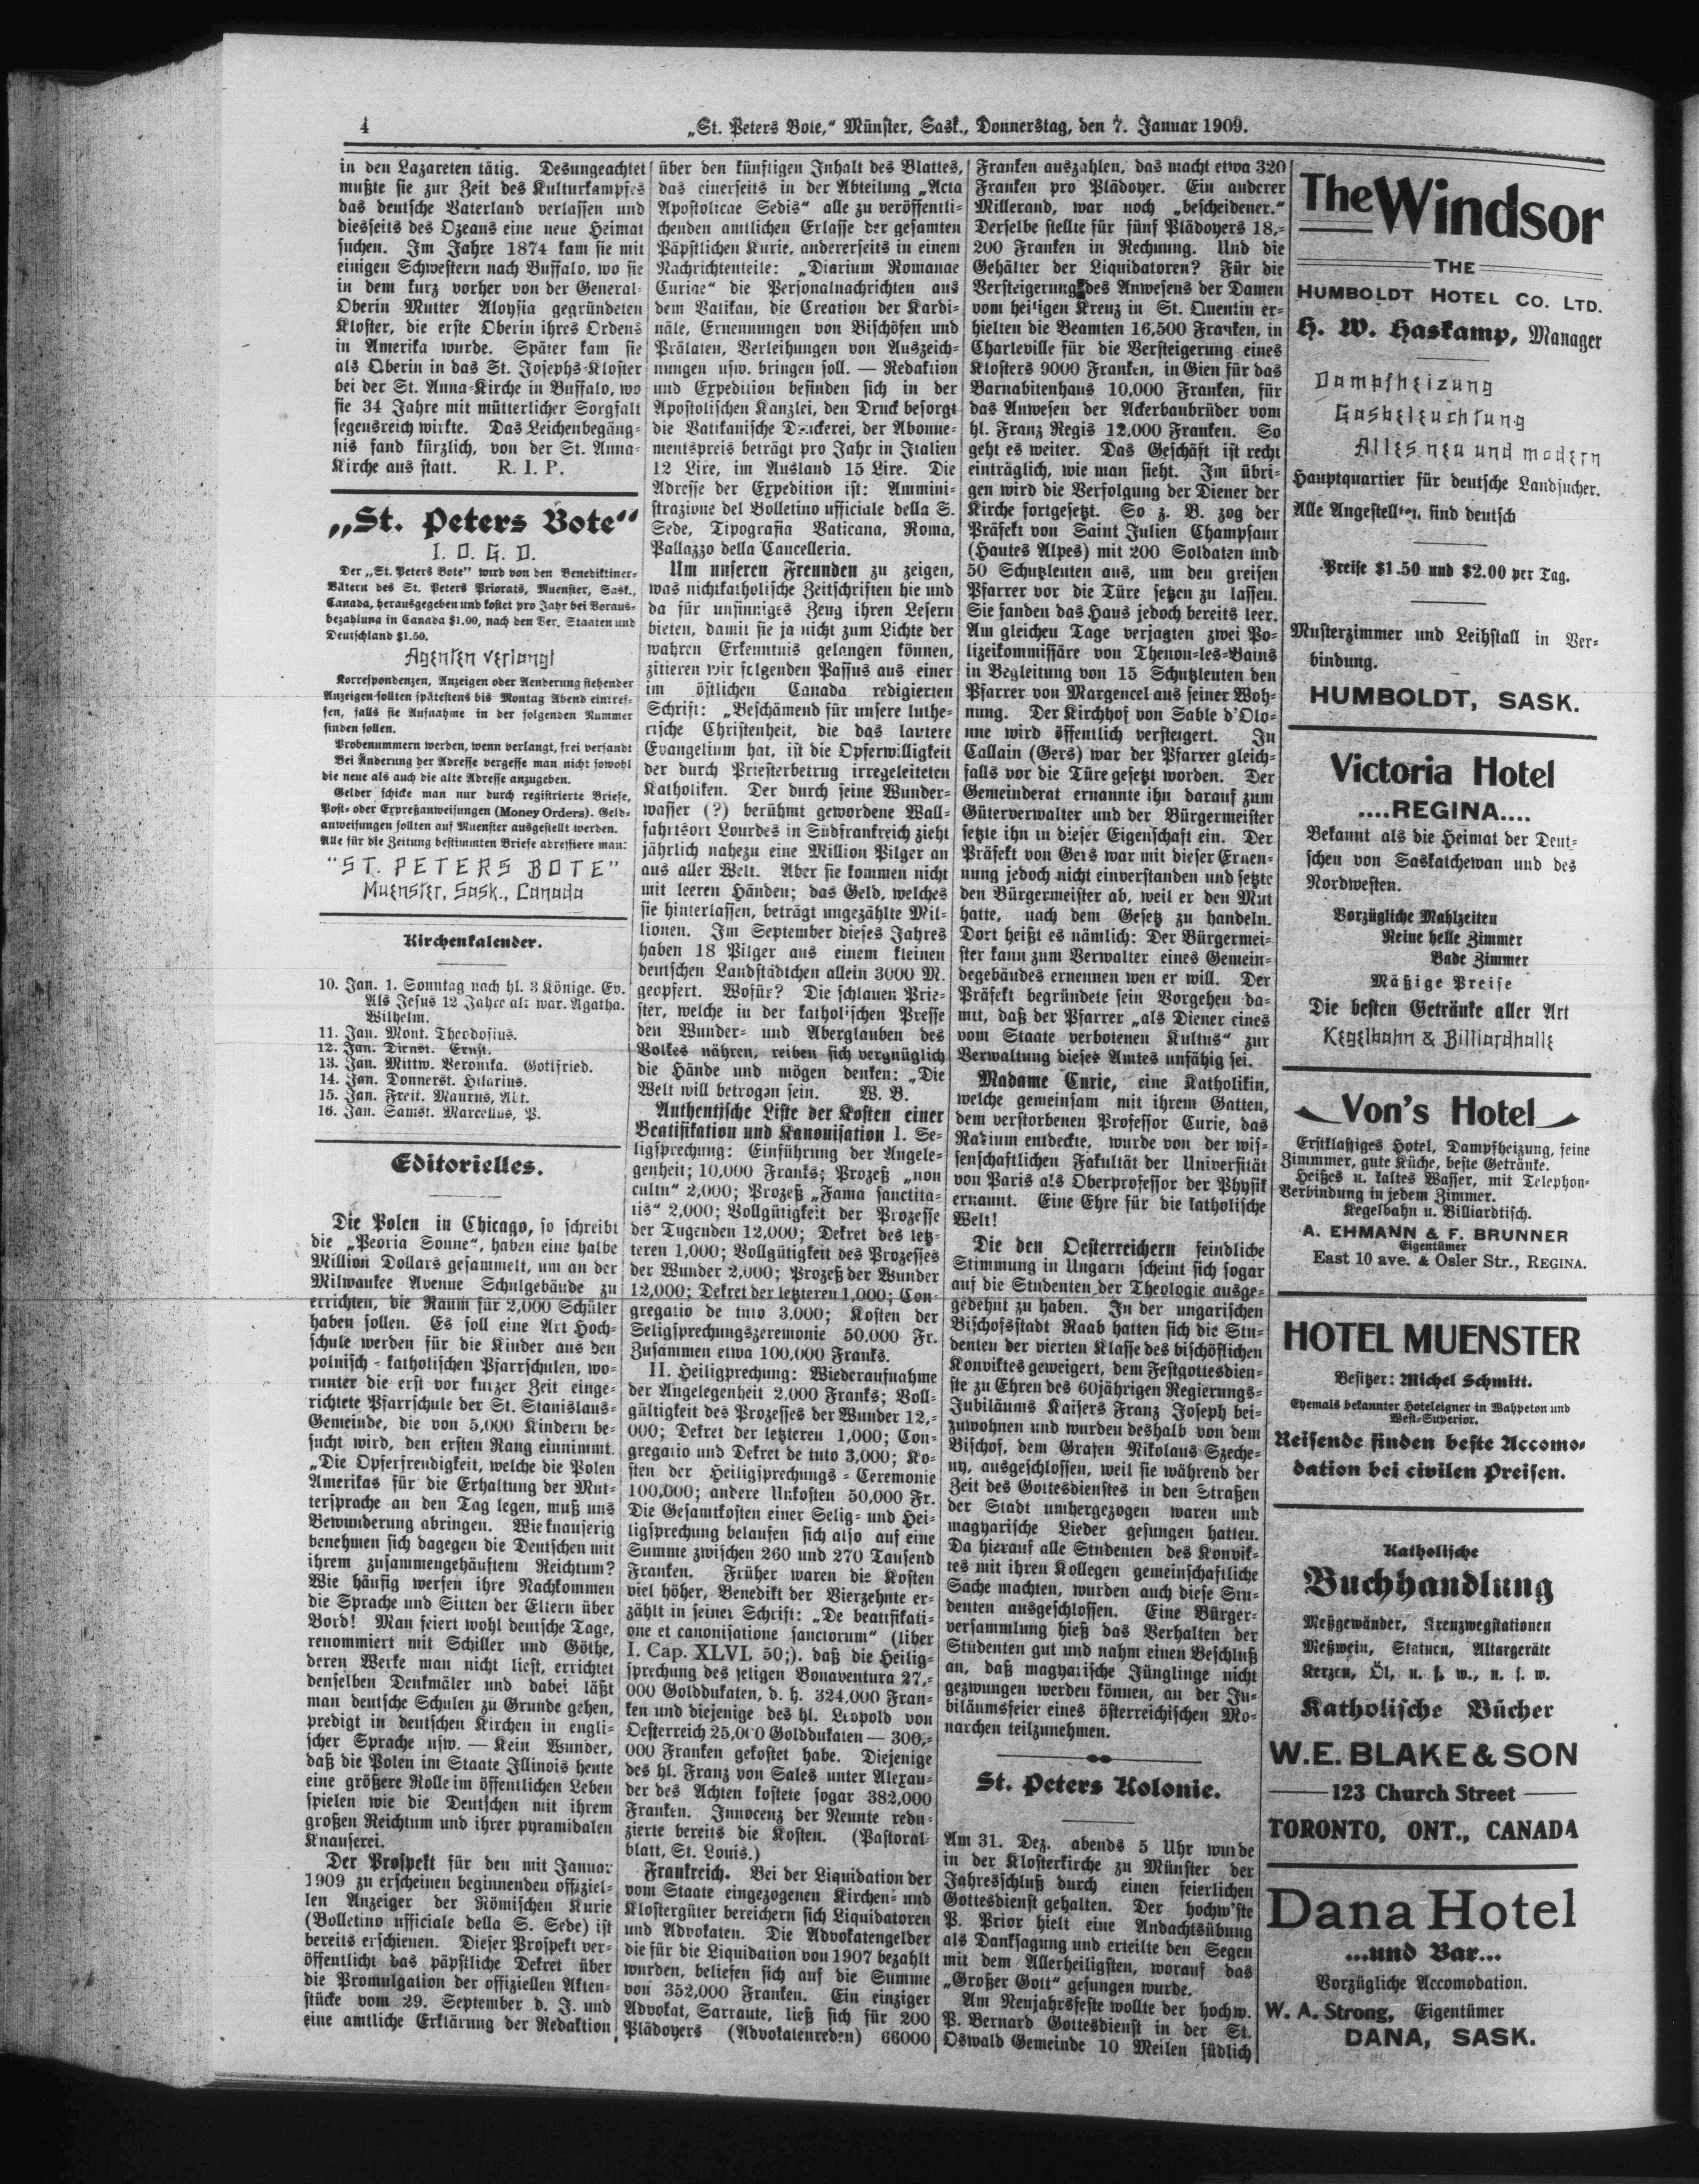 4
„St. Peters Bote,“ Münster, Sask., Donnerstag, den 7. Januar 1909.
in den Lazareten tätig. Desungeachtet
mußte sie zur Zeit des Kulturkampfes
das deutsche Vaterland verlassen und
diesseits des Ozeans eine neue Heimat
suchen. Im Jahre 1874 kam sie mit
einigen Schwestern nach Buffalo, wo sie
in dem kurz vorher von der General-
Oberin Mutter Aloysia gegründeten
Kloster, die erste Oberin ihres Ordens
in Amerika wurde. Später kam sie
als Oberin in das St. Josephs-Kloster
bei der St. Anna-Kirche in Buffalo, wo
sie 34 Jahre mit mütterlicher Sorgfalt
segensreich wirkte. Das Leichenbegäng-
nis fand kürzlich, von der St. Anna-
Kirche aus statt. R. I. P.
„St. Peters Bote“
I. O. G. D.
Der „St. Peters Bote“ wird von den Benediktiner-
Vätern des St. Peters Priorats, Muenster, Sask.,
Canada, herausgegeben und kostet pro Jahr bei Voraus-
bezahlung in Canada $1.00, nach den Ver. Staaten und
Deutschland $1.50.
Agenten verlangt
Korrespondenzen, Anzeigen oder Aenderung stehender
Anzeigen sollten spätestens bis Montag Abend eintref-
fen, falls sie Aufnahme in der folgenden Nummer
finden sollen.
Probenummern werden, wenn verlangt, frei versandt
Bei Änderung der Adresse vergesse man nicht sowohl
die neue als auch die alte Adresse anzugeben.
Gelder schicke man nur durch registrierte Briefe,
Post- oder Expreßanweisungen (Money Orders). Geld-
anweisungen sollten auf Muenster ausgestellt werden.
Alle für die Zeitung bestimmten Briefe adressiere man:
"ST. PETERS BOTE"
Muenster, Sask., Canada
Kirchenkalender.
10. Jan. 1. Sonntag nach hl. 3 Könige. Ev.
Als Jesus 12 Jahre alt war. Agatha.
Wilhelm.
11. Jan. Mont. Theodosius.
12. Jan. Dienst. Ernst.
13. Jan. Mittw. Veronika. Gottfried.
14. Jan. Donnerst. Hilarius.
15. Jan. Freit. Maurus, Abt.
16. Jan. Samst. Marcellus, P.
Editorielles.
Die Polen in Chicago, so schreibt
die „Peoria Sonne“, haben eine halbe
Million Dollars gesammelt, um an der
Milwaukee Avenue Schulgebäude zu
errichten, die Raum für 2,000 Schüler
haben sollen. Es soll eine Art Hoch-
schule werden für die Kinder aus den
polnisch-katholischen Pfarrschulen, wo-
runter die erst vor kurzer Zeit einge-
richtete Pfarrschule der St. Stanislaus-
Gemeinde, die von 5,000 Kindern be-
sucht wird, den ersten Rang einnimmt.
„Die Opferfreudigkeit, welche die Polen
Amerikas für die Erhaltung der Mut-
tersprache an den Tag legen, muß uns
Bewunderung abringen. Wie knauserig
benehmen sich dagegen die Deutschen mit
ihrem zusammengehäuftem Reichtum?
Wie häufig werfen ihre Nachkommen
die Sprache und Sitten der Eltern über
Bord! Man feiert wohl deutsche Tage,
renommiert mit Schiller und Göthe,
deren Werke man nicht liest, errichtet
denselben Denkmäler und dabei läßt
man deutsche Schulen zu Grunde gehen,
predigt in deutschen Kirchen in engli-
scher Sprache usw. — Kein Wunder,
daß die Polen im Staate Illinois heute
eine größere Rolle im öffentlichen Leben
spielen wie die Deutschen mit ihrem
großen Reichtum und ihrer pyramidalen
Knauserei.
Der Prospekt für den mit Januar
1909 zu erscheinen beginnenden offiziel-
len Anzeiger der Römischen Kurie
(Bolletino ufficiale della S. Sede) ist
bereits erschienen. Dieser Prospekt ver-
öffentlicht das päpstliche Dekret über
die Promulgation der offiziellen Akten-
stücke vom 29. September d. J. und
eine amtliche Erklärung der Redaktion
über den künftigen Inhalt des Blattes,
das einerseits in der Abteilung „Acta
Apostolicae Sedis“ alle zu veröffentli-
chenden amtlichen Erlasse der gesamten
Päpstlichen Kurie, andererseits in einem
Nachrichtenteile: „Diarium Romanae
Curiae“ die Personalnachrichten aus
dem Vatikan, die Creation der Kardi-
näle, Ernennungen von Bischöfen und
Prälaten, Verleihungen von Auszeich-
nungen usw. bringen soll. — Redaktion
und Expedition befinden sich in der
Apostolischen Kanzlei, den Druck besorgt
die Vatikanische Druckerei, der Abonne-
mentspreis beträgt pro Jahr in Italien
12 Lire, im Ausland 15 Lire. Die
Adresse der Expedition ist: Ammini-
strazione del Bolletino ufficiale della S.
Sede, Tipografia Vaticana, Roma,
Pallazzo della Cancelleria.
Um unseren Freunden zu zeigen,
was nichtkatholische Zeitschriften hie und
da für unsinniges Zeug ihren Lesern
bieten, damit sie ja nicht zum Lichte der
wahren Erkenntnis gelangen können,
zitieren wir folgenden Passus aus einer
im östlichen Canada redigierten
Schrift: „Beschämend für unsere luthe-
rische Christenheit, die das lautere
Evangelium hat, ist die Opferwilligkeit
der durch Priesterbetrug irregeleiteten
Katholiken. Der durch seine Wunder-
wasser (?) berühmt gewordene Wall-
fahrtsort Lourdes in Südfrankreich zieht
jährlich nahezu eine Million Pilger an
aus aller Welt. Aber sie kommen nicht
mit leeren Händen; das Geld, welches
sie hinterlassen, beträgt ungezählte Mil-
lionen. Im September dieses Jahres
haben 18 Pilger aus einem kleinen
deutschen Landstädtchen allein 3000 M.
geopfert. Wofür? Die schlauen Prie-
ster, welche in der katholischen Presse
den Wunder- und Aberglauben des
Volkes nähren, reiben sich vergnüglich
die Hände und mögen denken: „Die
Welt will betrogen sein. W. B.
Authentische Liste der Kosten einer
Beatifikation und Kanonisation 1. Se-
ligsprechung: Einführung der Angele-
genheit; 10,000 Franks; Prozeß „non
cultu“ 2,000; Prozeß „Fama sanctita-
tis“ 2,000; Vollgütigkeit der Prozesse
der Tugenden 12,000; Dekret des letz-
teren 1,000; Vollgütigkeit des Prozesses
der Wunder 2,000; Prozeß der Wunder
12,000; Dekret der letzteren 1,000; Con-
gregatio de tuto 3,000; Kosten der
Seligsprechungszeremonie 50,000 Fr.
Zusammen etwa 100,000 Franks.
II. Heiligprechung: Wiederaufnahme
der Angelegenheit 2,000 Franks; Voll-
gültigkeit des Prozesses der Wunder 12,-
000; Dekret der letzteren 1,000; Con-
gregatio und Dekret de tuto 3,000; Ko-
sten der Heiligsprechungs-Ceremonie
100,000; andere Unkosten 50,000 Fr.
Die Gesamtkosten einer Selig- und Hei-
ligsprechung belaufen sich also auf eine
Summe zwischen 260 und 270 Tausend
Franken. Früher waren die Kosten
viel höher, Benedikt der Vierzehnte er-
zählt in seiner Schrift: „De beatifikati-
one et canonisatione sanctorum“ (liber
I. Cap. XLVI, 50;). daß die Heilig-
sprechung des seligen Bonaventura 27,-
000 Golddukaten, d. h. 324,000 Fran-
ken und diejenige des hl. Leopold von
Oesterreich 25,000 Golddukaten — 300,-
000 Franken gekostet habe. Diejenige
des hl. Franz von Sales unter Alexan-
der des Achten kostete sogar 382,000
Franken. Innocenz der Neunte redu-
zierte bereits die Kosten. (Pastoral-
blatt, St. Louis.)
Frankreich. Bei der Liquidation der
vom Staate eingezogenen Kirchen- und
Klostergüter bereichern sich Liquidatoren
und Advokaten. Die Advokatengelder
die für die Liquidation von 1907 bezahlt
wurden, beliefen sich auf die Summe
von 352,000 Franken. Ein einziger
Advokat, Sarraute, ließ sich für 200
Plädoyers (Advokatenreden) 66000
Franken auszahlen, das macht etwa 320
Franken pro Plädoyer. Ein anderer
Millerand, war noch „bescheidener.“
Derselbe stellte für fünf Plädoyers 18,-
200 Franken in Rechnung. Und die
Gehälter der Liquidatoren? Für die
Versteigerung des Anwesens der Damen
vom heiligen Kreuz in St. Quentin er-
hielten die Beamten 16,500 Franken, in
Charleville für die Versteigerung eines
Klosters 9000 Franken, in Gien für das
Barnabitenhaus 10,000 Franken, für
das Anwesen der Ackerbaubrüder vom
hl. Franz Regis 12,000 Franken. So
geht es weiter. Das Geschäft ist recht
einträglich, wie man sieht. Im übri-
gen wird die Verfolgung der Diener der
Kirche fortgesetzt. So z. B. zog der
Präfekt von Saint Julien Champsaur
(Hautes Alpes) mit 200 Soldaten und
50 Schutzleuten aus, um den greisen
Pfarrer vor die Türe setzen zu lassen.
Sie fanden das Haus jedoch bereits leer.
Am gleichen Tage verjagten zwei Po-
lizeikommissäre von Thenon-les-Bains
in Begleitung von 15 Schutzleuten den
Pfarrer von Margencel aus seiner Woh-
nung. Der Kirchhof von Sable d'Olo-
nne wird öffentlich versteigert. In
Callain (Gers) war der Pfarrer gleich-
falls vor die Türe gesetzt worden. Der
Gemeinderat ernannte ihn darauf zum
Güterverwalter und der Bürgermeister
setzte ihn in dieser Eigenschaft ein. Der
Präfekt von Gers war mit dieser Ernen-
nung jedoch nicht einverstanden und setzte
den Bürgermeister ab, weil er den Mut
hatte, nach dem Gesetz zu handeln.
Dort heißt es nämlich: Der Bürgermei-
ster kann zum Verwalter eines Gemein-
degebäudes ernennen wen er will. Der
Präfekt begründete sein Vorgehen da-
mit, daß der Pfarrer „als Diener eines
vom Staate verbotenen Kultus“ zur
Verwaltung dieses Amtes unfähig sei.
Madame Curie, eine Katholikin,
welche gemeinsam mit ihrem Gatten,
dem verstorbenen Professor Curie, das
Radium entdeckte, wurde von der wis-
senschaftlichen Fakultät der Universität
von Paris als Oberprofessor der Physik
ernannt. Eine Ehre für die katholische
Welt!
Die den Oesterreichern feindliche
Stimmung in Ungarn scheint sich sogar
auf die Studenten der Theologie ausge-
gedehnt zu haben. In der ungarischen
Bischofsstadt Raab hatten sich die Stu-
denten der vierten Klasse des bischöflichen
Konviktes geweigert, dem Festgottesdien-
ste zu Ehren des 60jährigen Regierungs-
Jubiläums Kaisers Franz Joseph bei-
zuwohnen und wurden deshalb von dem
Bischof, dem Grafen Nikolaus Szeche-
ny, ausgeschlossen, weil sie während der
Zeit des Gottesdienstes in den Straßen
der Stadt umhergezogen waren und
magyarische Lieder gesungen hatten.
Da hierauf alle Studenten des Konvik-
tes mit ihren Kollegen gemeinschaftliche
Sache machten, wurden auch diese Stu-
denten ausgeschlossen. Eine Bürger-
versammlung hieß das Verhalten der
Studenten gut und nahm einen Beschluß
an, daß magyarische Jünglinge nicht
gezwungen werden können, an der Ju-
biläumsfeier eines österreichischen Mo-
narchen teilzunehmen.
St. Peters Kolonie.
Am 31. Dez. abends 5 Uhr wurde
in der Klosterkirche zu Münster der
Jahresschluß durch einen feierlichen
Gottesdienst gehalten. Der hochw'ste
P. Prior hielt eine Andachtsübung
als Danksagung und erteilte den Segen
mit dem Allerheiligsten, worauf das
„Großer Gott“ gesungen wurde.
Am Neujahrsfeste wollte der hochw.
P. Bernard Gottesdienst in der St.
Oswald Gemeinde 10 Meilen südlich
The Windsor
THE
HUMBOLDT HOTEL CO. LTD.
H. W. Haskamp, Manager
Dampfheizung
Gasbeleuchtung
Alles neu und modern
Hauptquartier für deutsche Landsucher.
Alle Angestellten sind deutsch
Preise $1.50 und $2.00 per Tag.
Musterzimmer und Leihstall in Ver-
bindung.
HUMBOLDT, SASK.
Victoria Hotel
....REGINA....
Bekannt als die Heimat der Deut-
schen von Saskatchewan und des
Nordwesten.
Vorzügliche Mahlzeiten
Reine helle Zimmer
Bade Zimmer
Mäßige Preise
Die besten Getränke aller Art
Kegelbahn & Billiardhalle
Von's Hotel
Erstklassiges Hotel, Dampfheizung, feine
Zimmmer, gute Küche, beste Getränke.
Heißes u. kaltes Wasser, mit Telephon-
Verbindung in jedem Zimmer.
Kegelbahn u. Billiardtisch.
A. EHMANN & F. BRUNNER
Eigentümer
East 10 ave. & Osler Str., REGINA.
HOTEL MUENSTER
Besitzer: Michel Schmitt.
Ehemals bekannter Hoteleigner in Wahpeton und
West-Superior.
Reisende finden beste Accomo-
dation bei civilen Preisen.
Katholische
Buchhandlung
Meßgewänder, Kreuzwegstationen
Meßwein, Statuen, Altargeräte
Kerzen, Öl, u. s. w., u. s. w.
Katholische Bücher
W.E. BLAKE & SON
123 Church Street
TORONTO, ONT., CANADA
Dana Hotel
...und Bar...
Vorzügliche Accomodation.
W. A. Strong, Eigentümer
DANA, SASK.